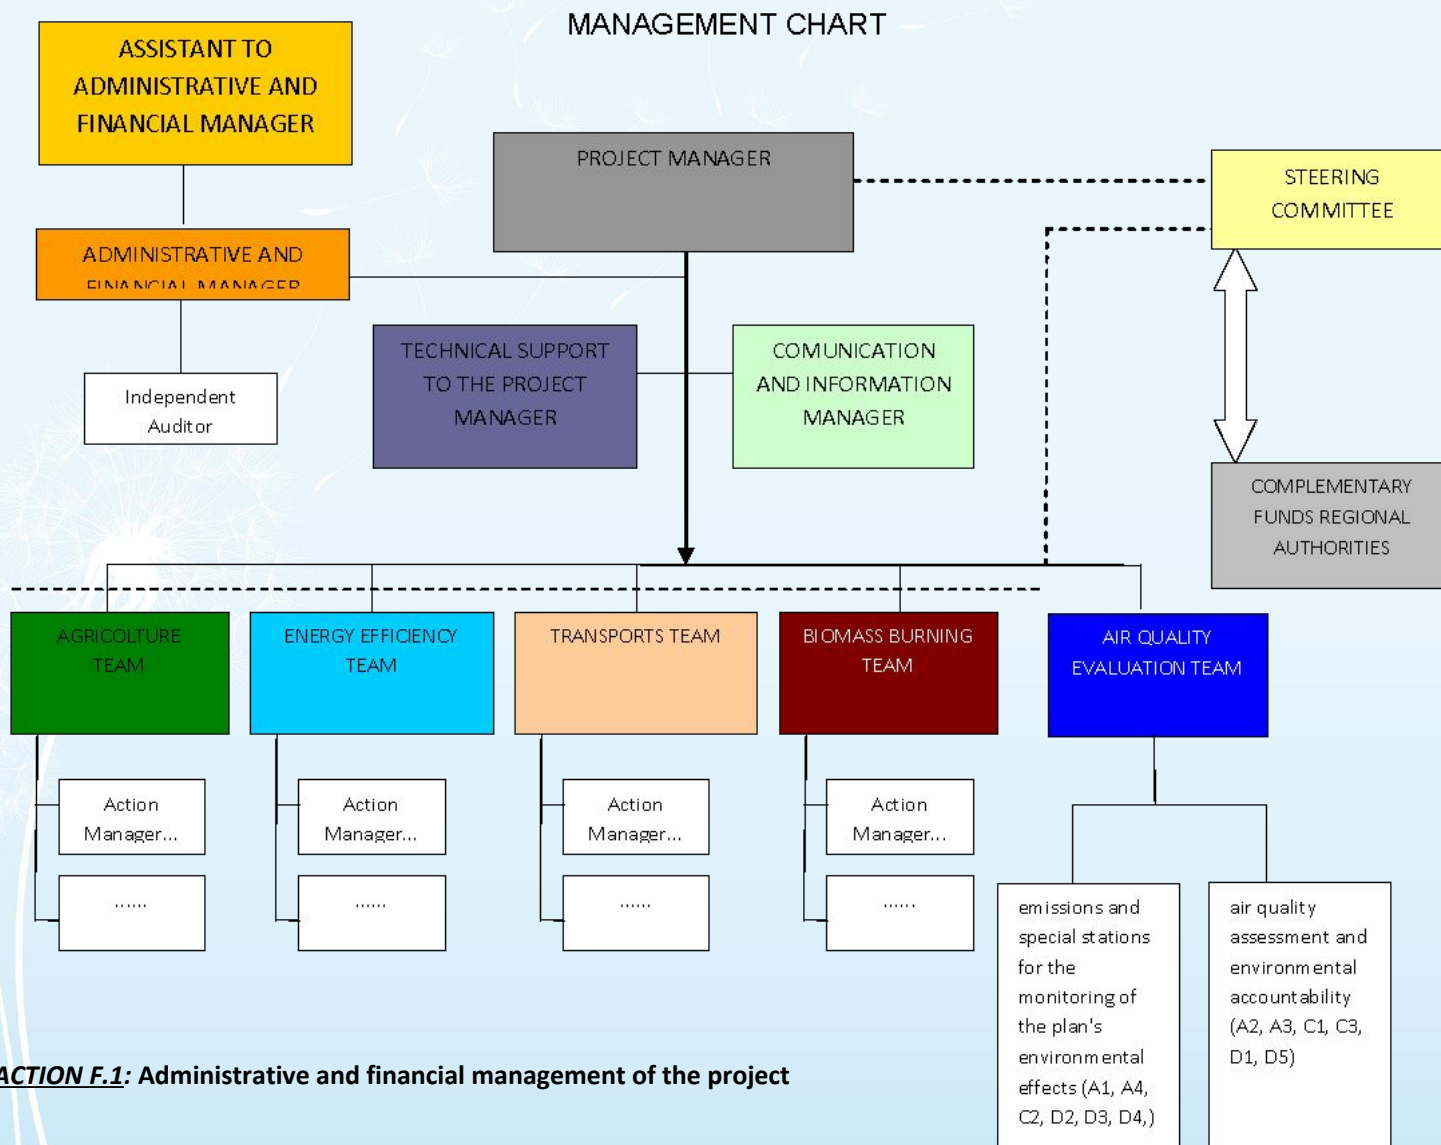 MANAGEMENT CHART
ASSISTANT TO
ADMINISTRATIVE AND
FINANCIAL MANAGER
PROJECT MANAGER
STEERING
COMMITTEE
ADMINISTRATIVE AND
FINANCIAL MANAGER
TECHNICAL SUPPORT
TO THE PROJECT
MANAGER
COMUNICATION
AND INFORMATION
MANAGER
Independent
Auditor
COMPLEMENTARY
FUNDS REGIONAL
AUTHORITIES
AGRICOLTURE
TEAM
ENERGY EFFICIENCY
TEAM
TRANSPORTS TEAM
BIOMASS BURNING
TEAM
AIR QUALITY
EVALUATION TEAM
Action
Manager...
Action
Manager...
Action
Manager...
Action
Manager...
......
......
......
......
emissions and
special stations
for the
monitoring of
the plan's
environmental
effects (A1, A4,
C2, D2, D3, D4,)
air quality
assessment and
environmental
accountability
(A2, A3, C1, C3,
D1, D5)
ACTION F.1: Administrative and financial management of the project